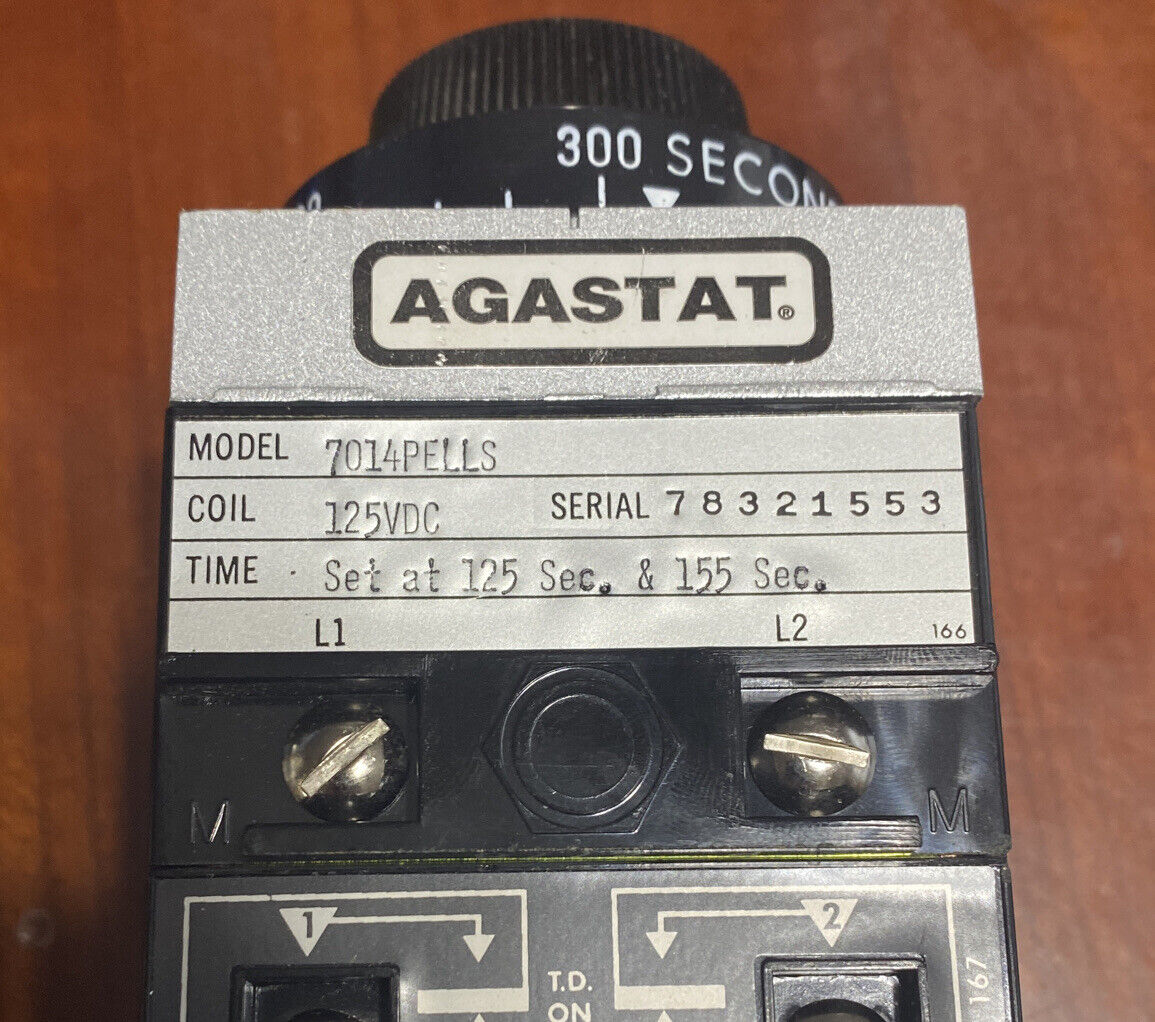 300 SECON
AGASTAT®
MODEL 7014PELLS
COIL 125VDC SERIAL 78321553
TIME Set at 125 Sec. & 155 Sec.
L1 L2 166
M M
1 2
T.D.
ON
167